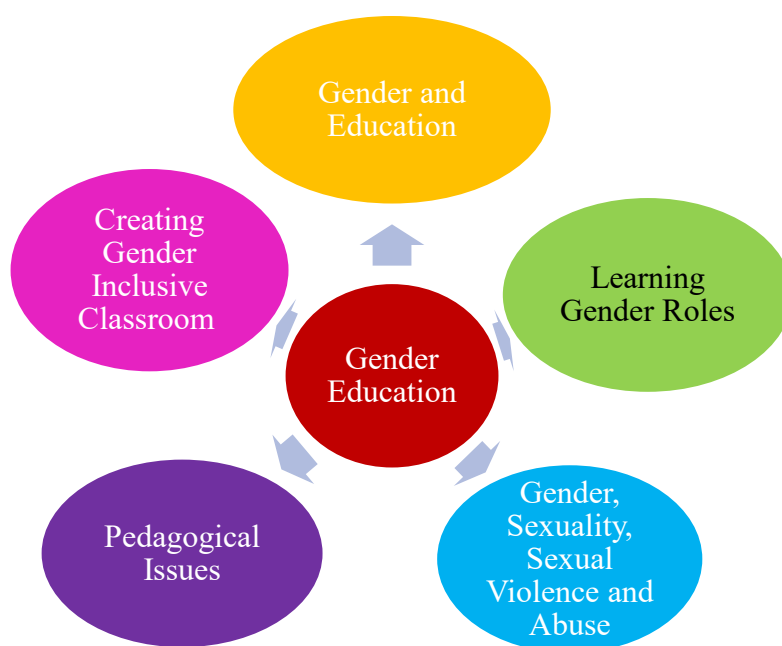 Gender and
Education
Creating
Gender
Inclusive
Classroom
Learning
Gender Roles
Gender
Education
Pedagogical
Issues
Gender,
Sexuality,
Sexual
Violence and
Abuse